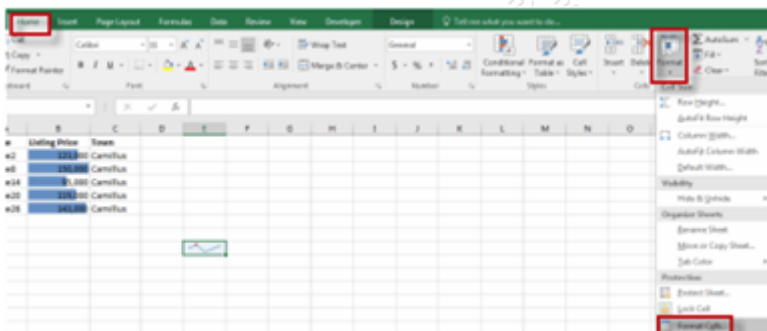 Home Insert Page Layout Formulas Data Review View Developer Design Tell me what you want to do...
Cut
Copy
Format Painter
Calibri
Wrap Text
Merge & Center
General
Conditional Formatting
Format as Table
Cell Styles
Insert
Delete
Format
AutoSum
Fill
Clear
Font Alignment Number Styles Cells
Cell Size
Row Height...
AutoFit Row Height
Column Width...
AutoFit Column Width
Default Width...
Visibility
Hide & Unhide
Organize Sheets
Rename Sheet
Move or Copy Sheet...
Tab Color
Protection
Protect Sheet...
Lock Cell
Format Cells...
B C D E F G H I J K L M N O
Listing Price Town
Camillus
Camillus
Camillus
Camillus
Camillus